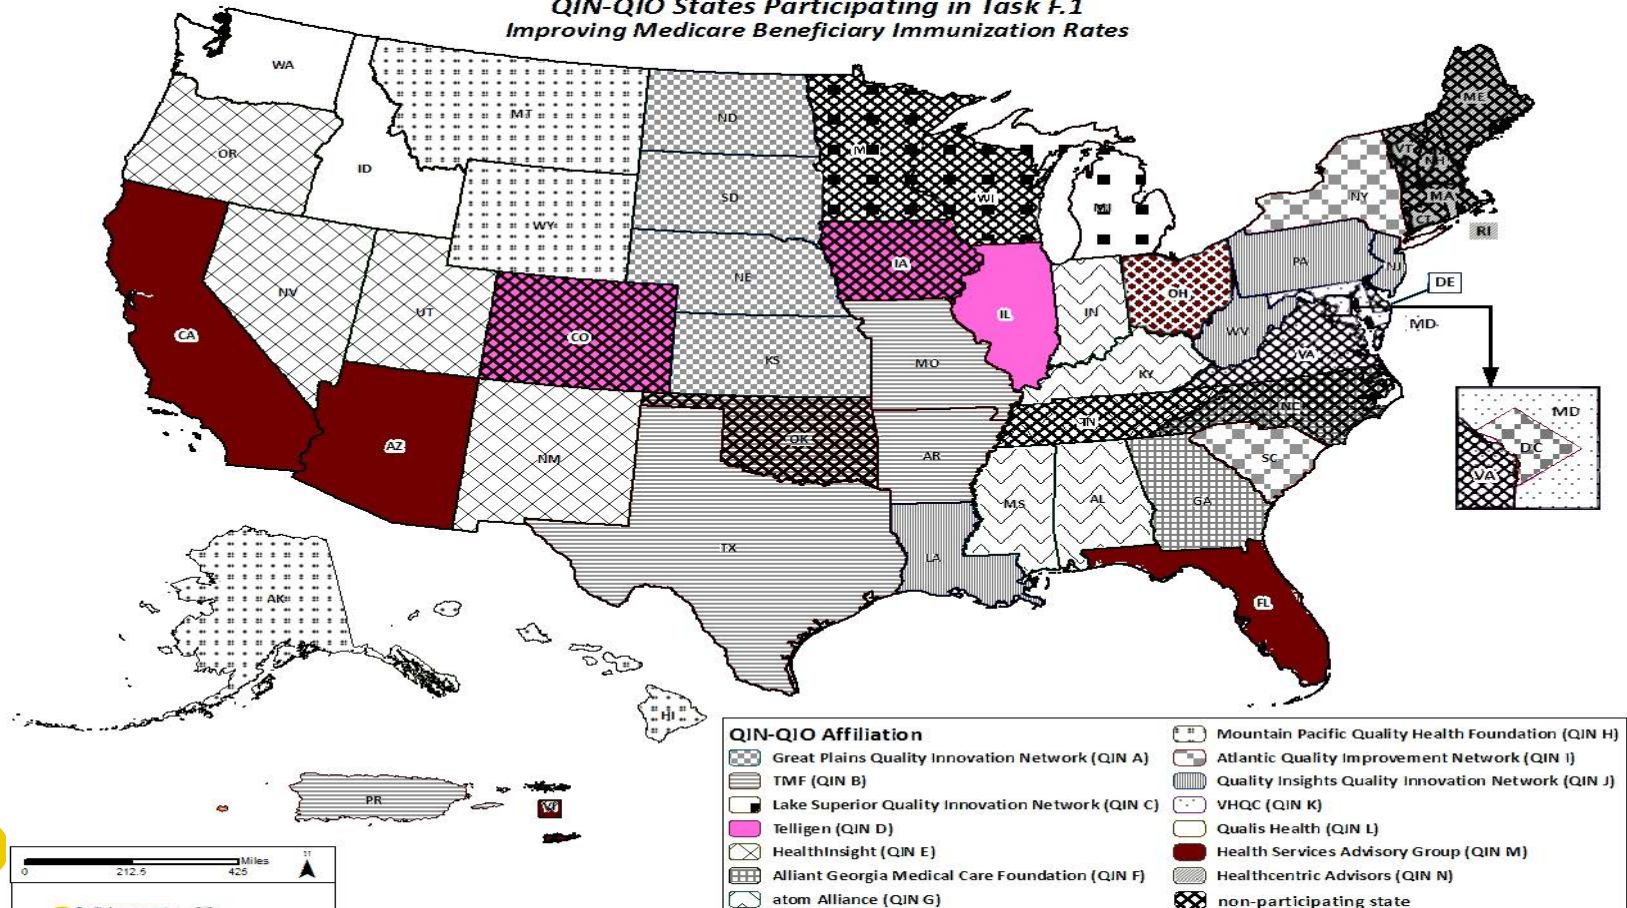 QIN-QIO States Participating in Task F.1
Improving Medicare Beneficiary Immunization Rates
WA
MT
ND
ME
OR
ID
SD
WI
MI
NY
VT
NH
MA
CT
RI
WY
NE
IA
PA
NJ
NV
UT
CO
IL
IN
OH
DE
MD
CA
KS
MO
WV
VA
KY
AZ
NM
OK
AR
TN
NC
SC
MD
DC
VA
TX
LA
MS
AL
GA
FL
AK
HI
PR
VI
QIN-QIO Affiliation
Great Plains Quality Innovation Network (QIN A)
TMF (QIN B)
Lake Superior Quality Innovation Network (QIN C)
Telligen (QIN D)
HealthInsight (QIN E)
Alliant Georgia Medical Care Foundation (QIN F)
atom Alliance (QIN G)
Mountain Pacific Quality Health Foundation (QIN H)
Atlantic Quality Improvement Network (QIN I)
Quality Insights Quality Innovation Network (QIN J)
VHQC (QIN K)
Qualis Health (QIN L)
Health Services Advisory Group (QIN M)
Healthcentric Advisors (QIN N)
non-participating state
Miles
0 212.5 425